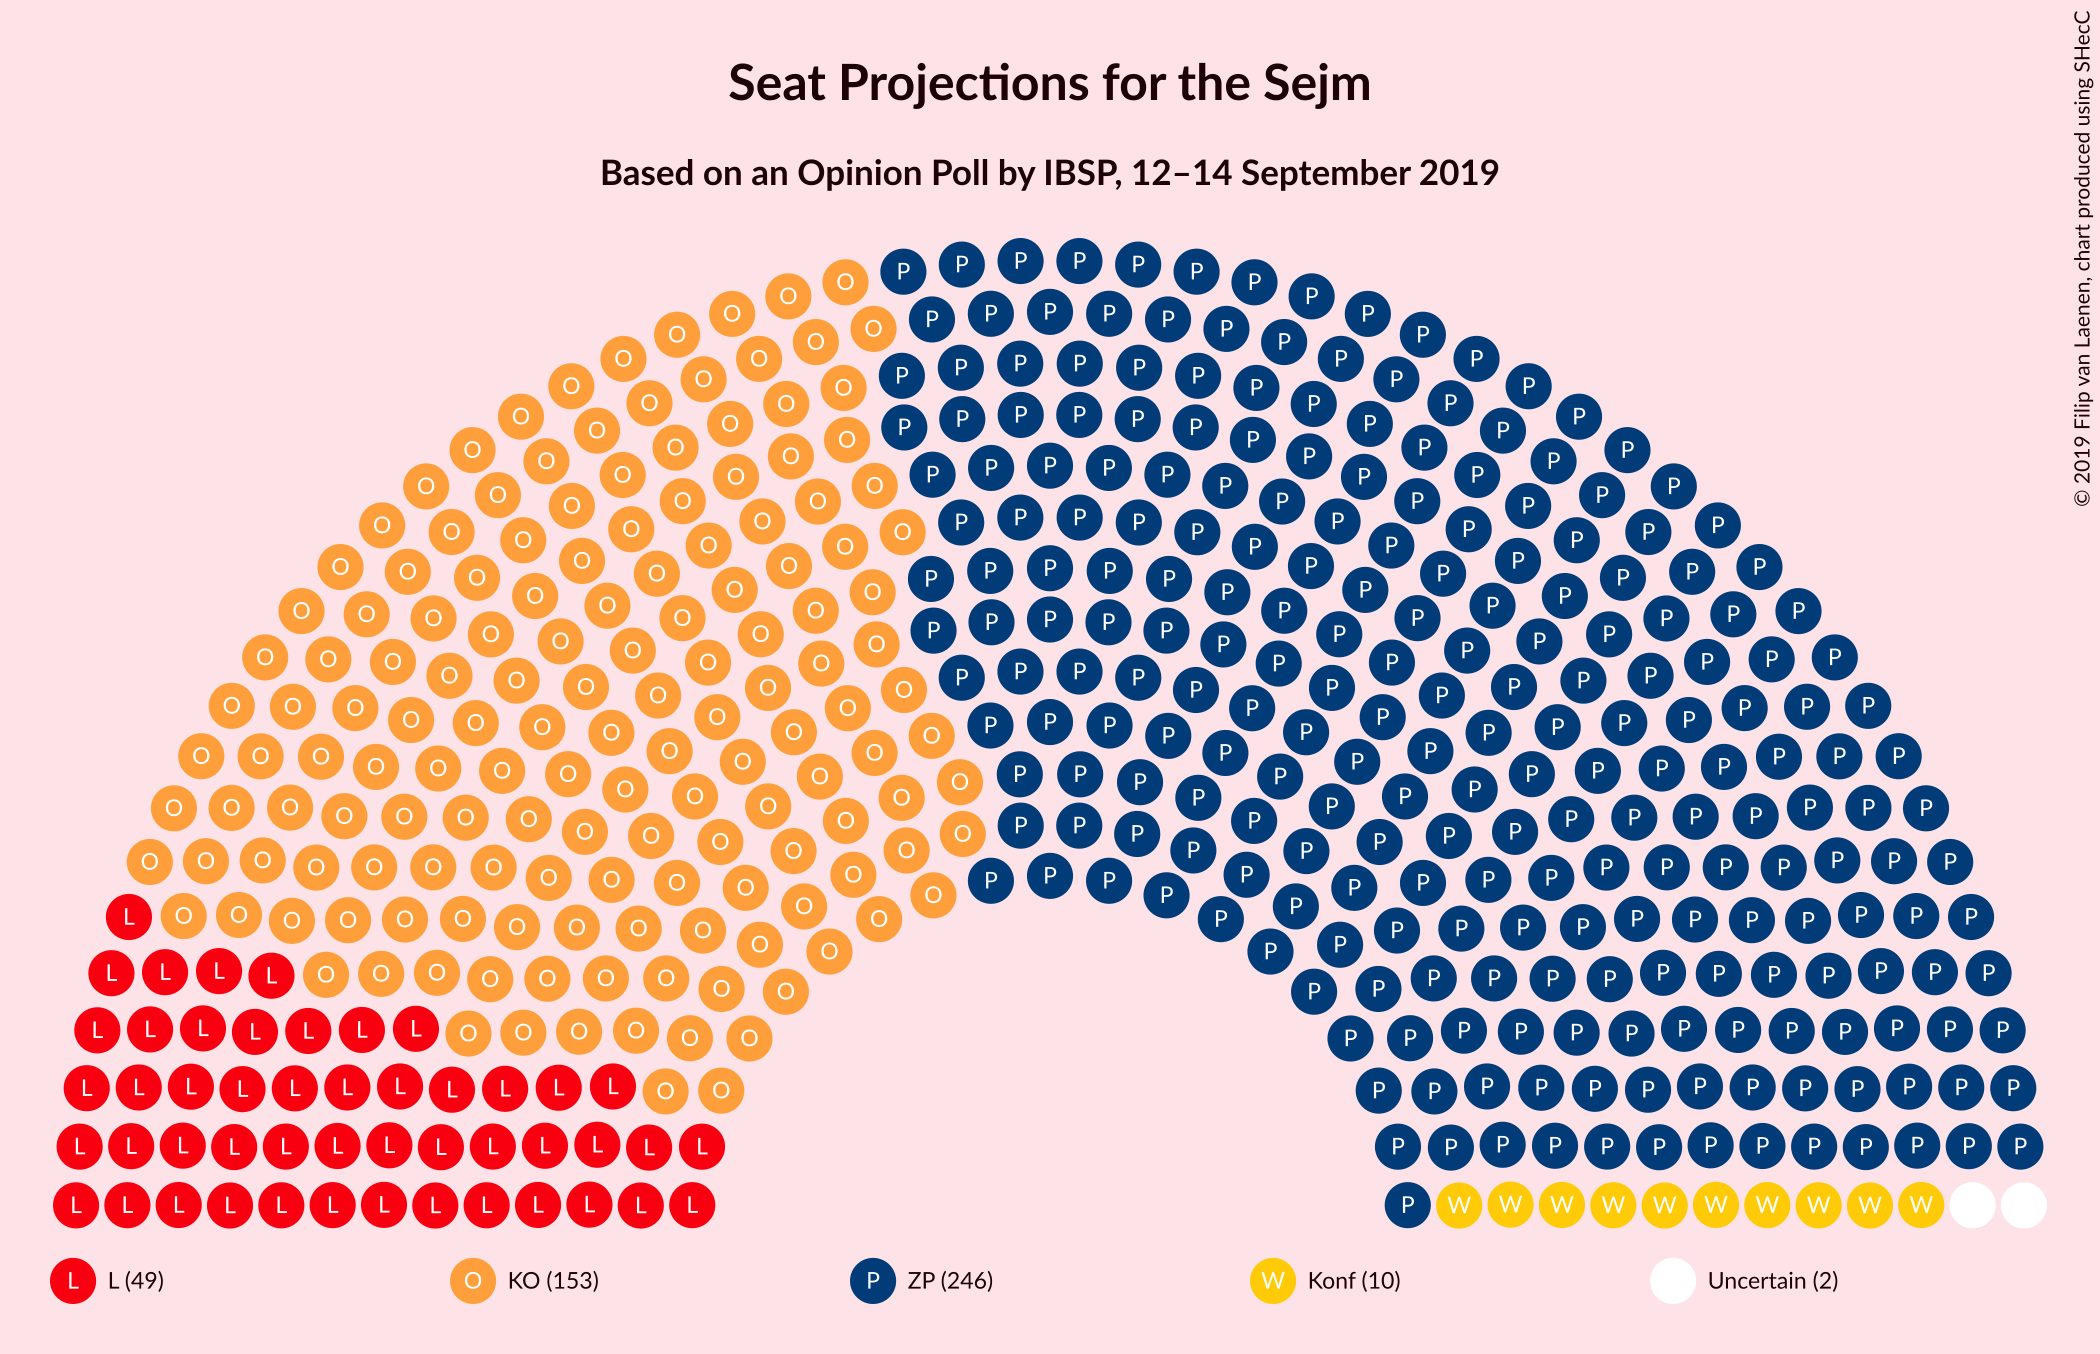 Seat Projections for the Sejm
Based on an Opinion Poll by IBSP, 12–14 September 2019
© 2019 Filip van Laenen, chart produced using SHecC
L L (49)
O KO (153)
P ZP (246)
W Konf (10)
Uncertain (2)